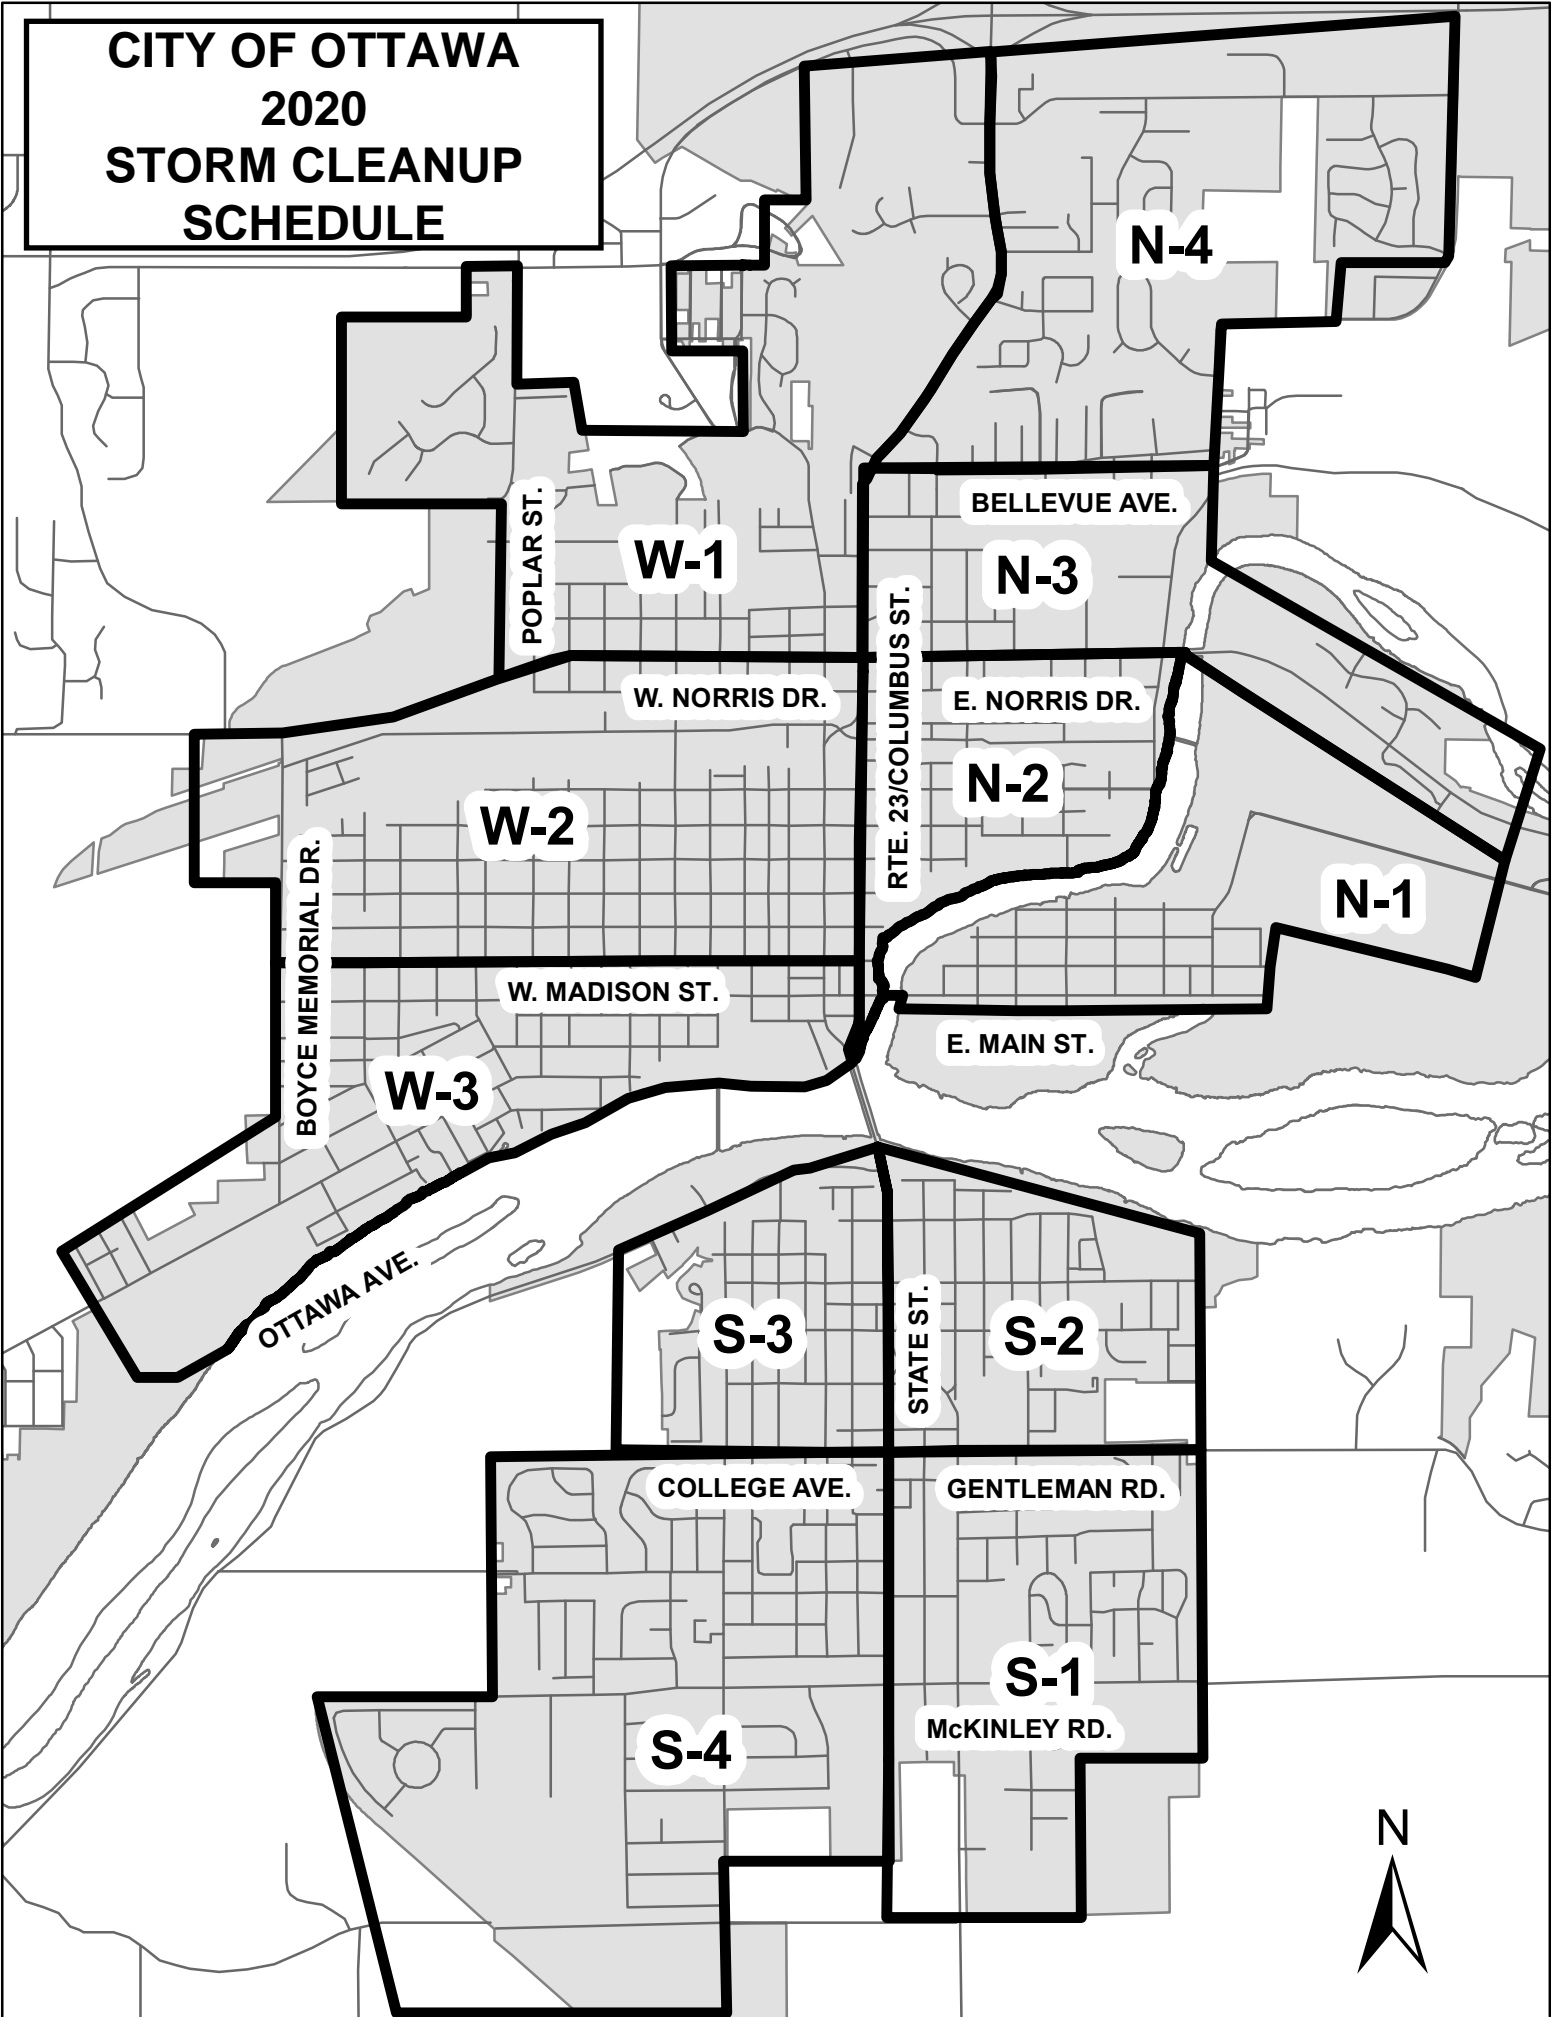 CITY OF OTTAWA
2020
STORM CLEANUP
SCHEDULE
N-4
POPLAR ST.
BELLEVUE AVE.
W-1
N-3
RTE. 23/COLUMBUS ST.
W. NORRIS DR.
E. NORRIS DR.
N-2
W-2
BOYCE MEMORIAL DR.
N-1
W. MADISON ST.
E. MAIN ST.
W-3
OTTAWA AVE.
S-3
STATE ST.
S-2
COLLEGE AVE.
GENTLEMAN RD.
S-1
McKINLEY RD.
S-4
N